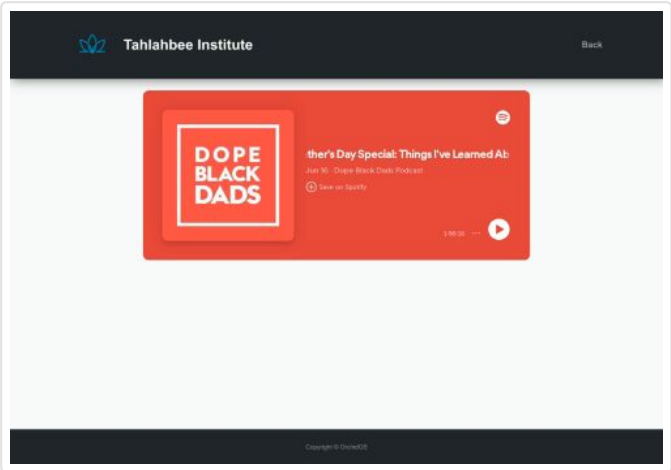 Tahlahbee Institute
Back
DOPE
BLACK
DADS
ther's Day Special: Things I've Learned Ab
Jun 16 · Dope Black Dads Podcast
Save on Spotify
Copyright © OrchidOS